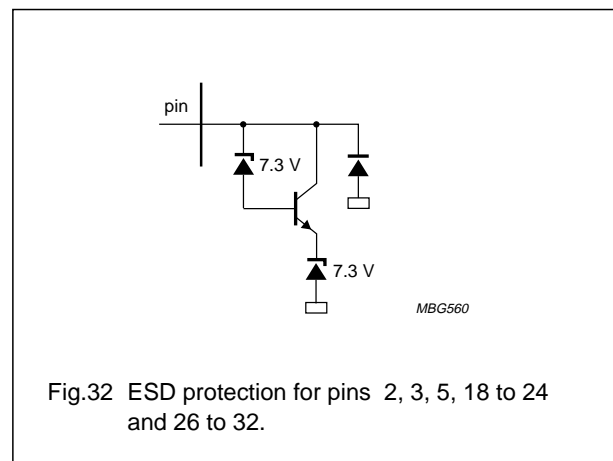 pin
7.3 V
7.3 V
MBG560
Fig.32 ESD protection for pins 2, 3, 5, 18 to 24
and 26 to 32.